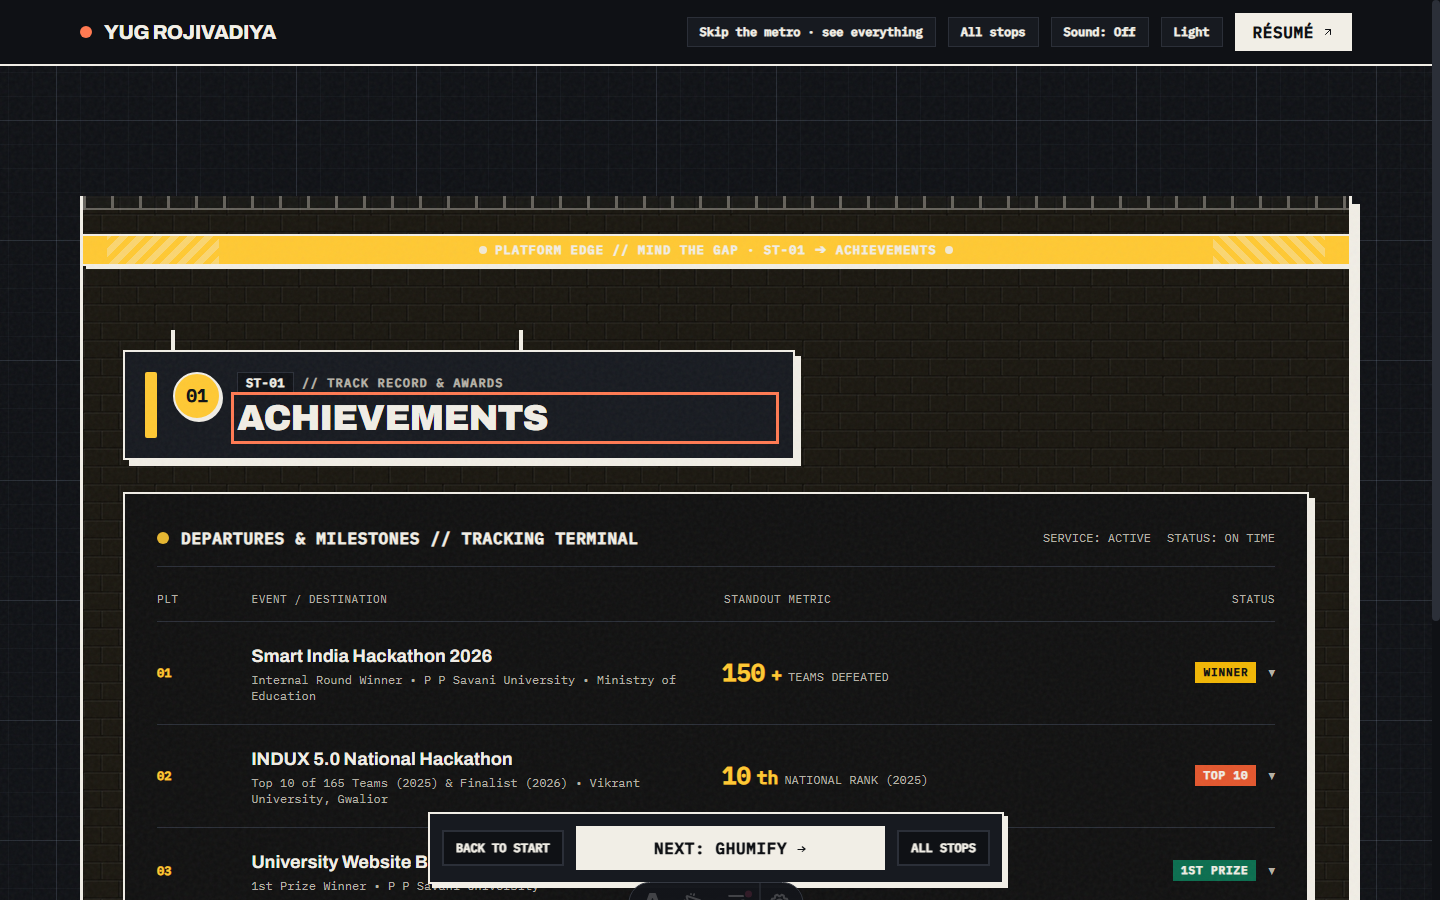 YUG ROJIVADIYA
Skip the metro · see everything
All stops
Sound: Off
Light
RÉSUMÉ ↗
PLATFORM EDGE // MIND THE GAP · ST-01 ➔ ACHIEVEMENTS
01
ST-01 // TRACK RECORD & AWARDS
ACHIEVEMENTS
DEPARTURES & MILESTONES // TRACKING TERMINAL
SERVICE: ACTIVE STATUS: ON TIME
PLT EVENT / DESTINATION STANDOUT METRIC STATUS
01
Smart India Hackathon 2026
Internal Round Winner • P P Savani University • Ministry of
Education
150 + TEAMS DEFEATED
WINNER ▼
02
INDUX 5.0 National Hackathon
Top 10 of 165 Teams (2025) & Finalist (2026) • Vikrant
University, Gwalior
10 th NATIONAL RANK (2025)
TOP 10 ▼
03
University Website B
1st Prize Winner • P P Savani University
1ST PRIZE ▼
BACK TO START
NEXT: GHUMIFY →
ALL STOPS